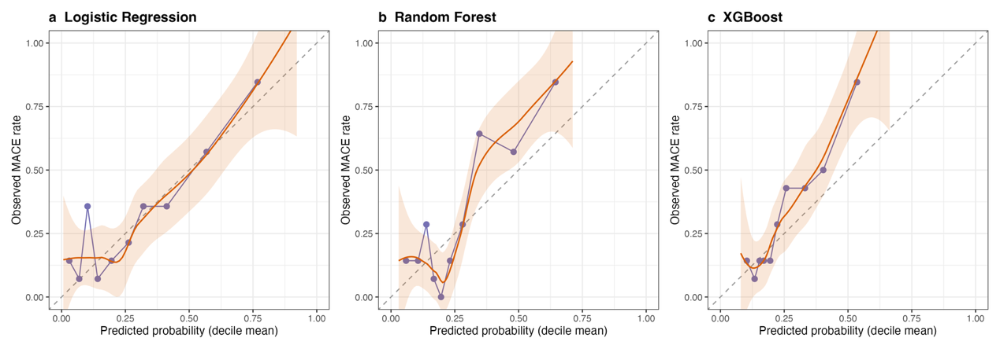 a Logistic Regression
Observed MACE rate
1.00
0.75
0.50
0.25
0.00
0.00 0.25 0.50 0.75 1.00
Predicted probability (decile mean)
b Random Forest
Observed MACE rate
1.00
0.75
0.50
0.25
0.00
0.00 0.25 0.50 0.75 1.00
Predicted probability (decile mean)
c XGBoost
Observed MACE rate
1.00
0.75
0.50
0.25
0.00
0.00 0.25 0.50 0.75 1.00
Predicted probability (decile mean)